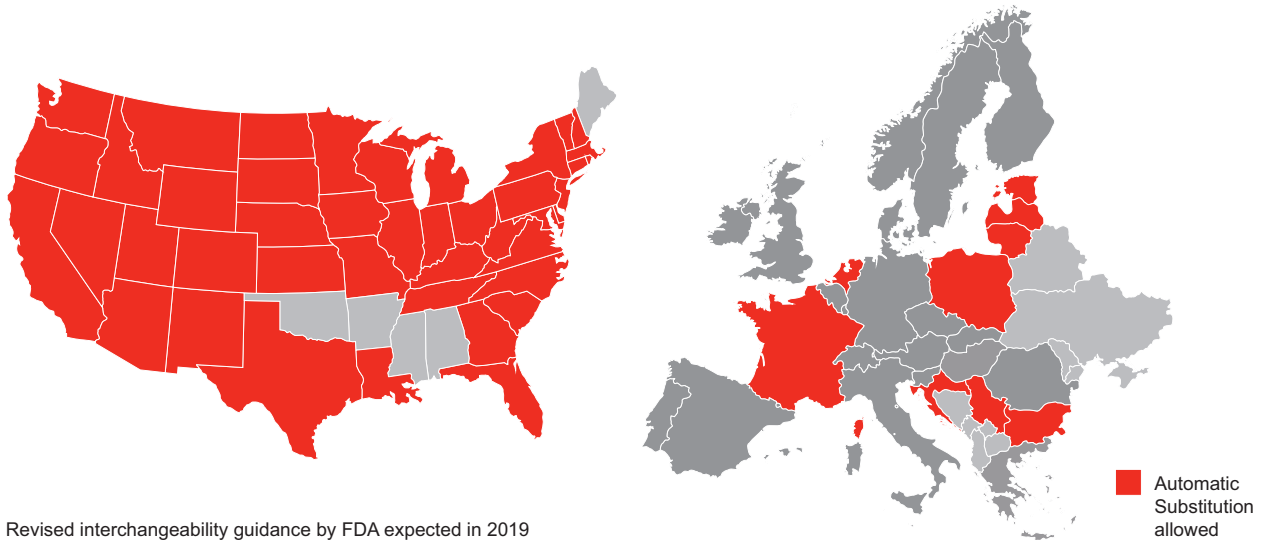 Revised interchangeability guidance by FDA expected in 2019
Automatic
Substitution
allowed